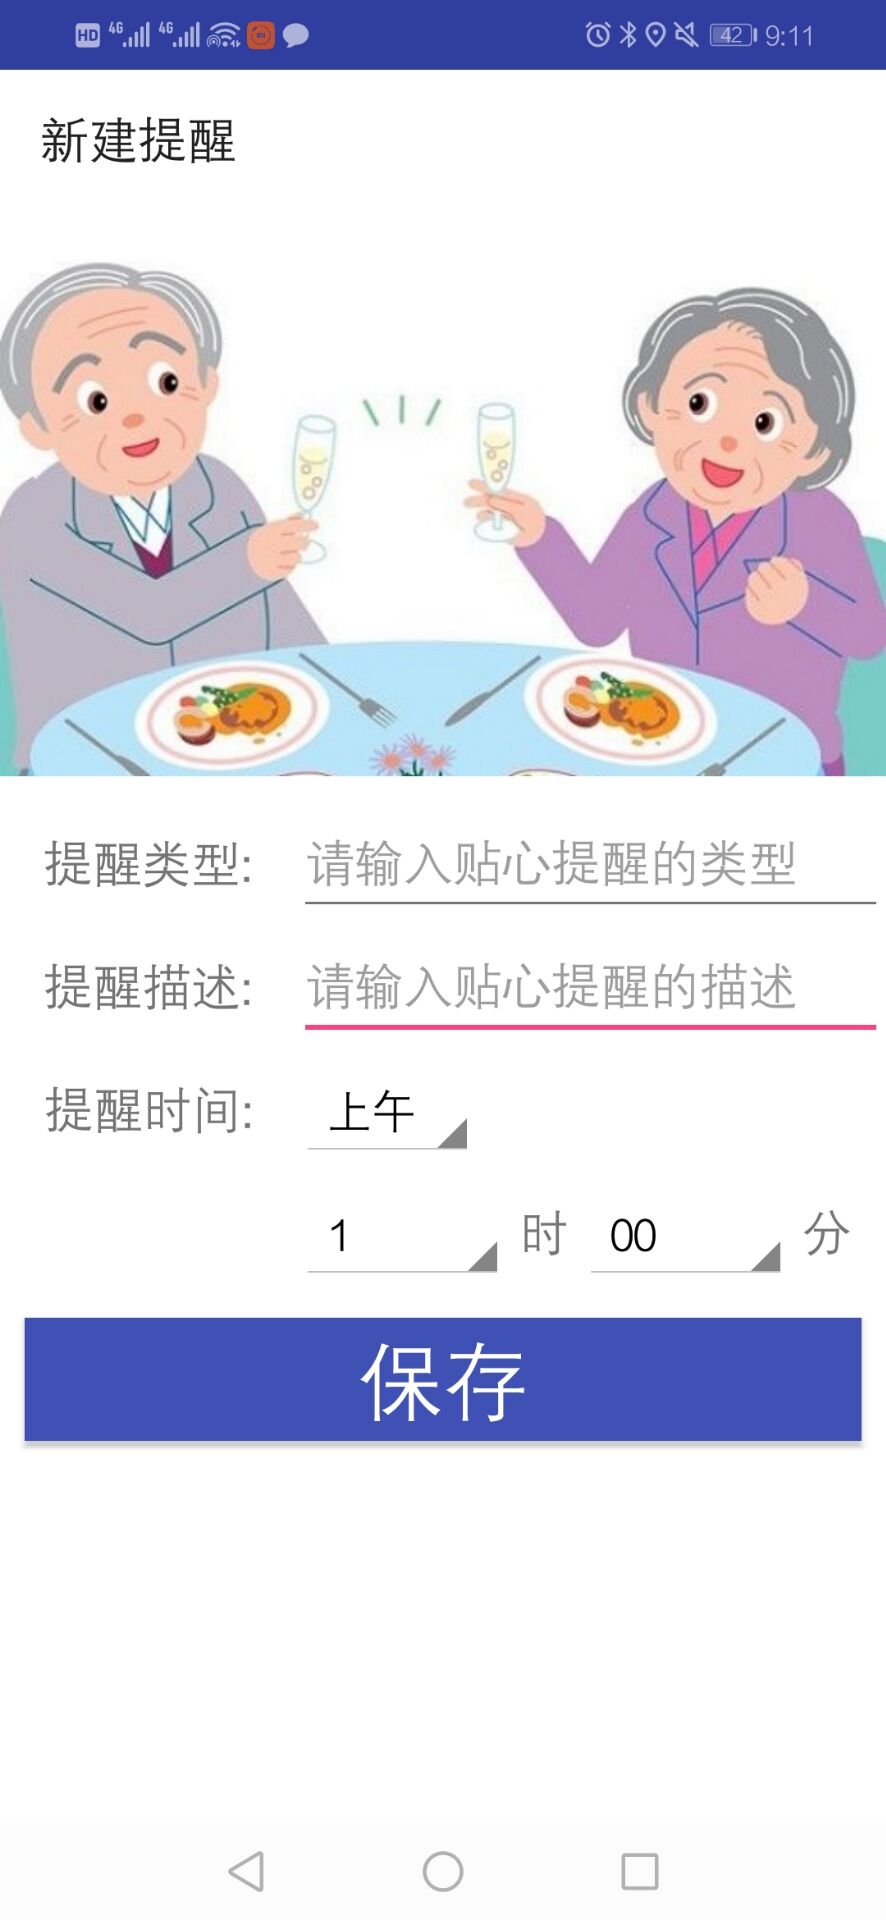 HD 4G 4G 42 9:11
新建提醒
提醒类型: 请输入贴心提醒的类型
提醒描述: 请输入贴心提醒的描述
提醒时间: 上午
1 时 00 分
保存